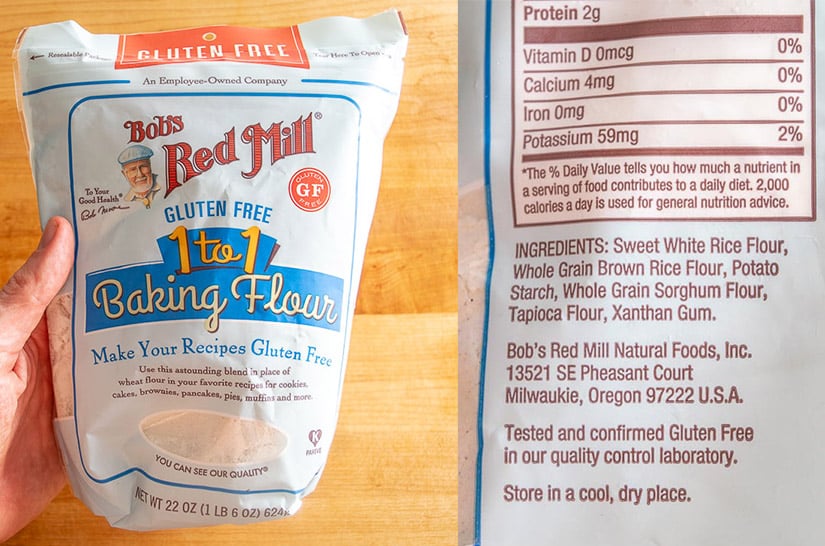 ← Resealable
GLUTEN FREE
Tear Here To Open
An Employee-Owned Company
Bob's
Red Mill®
To Your
Good Health®
Bob Moore
GLUTEN
GF
FREE
GLUTEN FREE
1 to 1
Baking Flour
Make Your Recipes Gluten Free
Use this astounding blend in place of
wheat flour in your favorite recipes for cookies,
cakes, brownies, pancakes, pies, muffins and more.
YOU CAN SEE OUR QUALITY®
K
PAREVE
NET WT 22 OZ (1 LB 6 OZ) 624
Protein 2g
Vitamin D 0mcg 0%
Calcium 4mg 0%
Iron 0mg 0%
Potassium 59mg 2%
*The % Daily Value tells you how much a nutrient in
a serving of food contributes to a daily diet. 2,000
calories a day is used for general nutrition advice.
INGREDIENTS: Sweet White Rice Flour,
Whole Grain Brown Rice Flour, Potato
Starch, Whole Grain Sorghum Flour,
Tapioca Flour, Xanthan Gum.
Bob's Red Mill Natural Foods, Inc.
13521 SE Pheasant Court
Milwaukie, Oregon 97222 U.S.A.
Tested and confirmed Gluten Free
in our quality control laboratory.
Store in a cool, dry place.